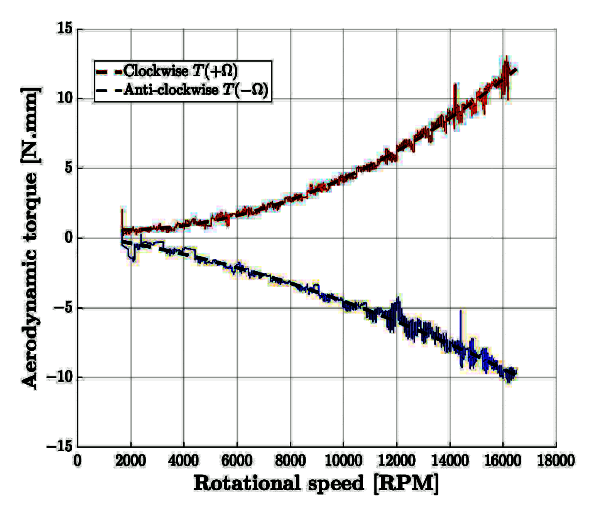 15
10
5
0
−5
−10
−15
Clockwise T(+Ω)
Anti-clockwise T(−Ω)
Aerodynamic torque [N.mm]
0 2000 4000 6000 8000 10000 12000 14000 16000 18000
Rotational speed [RPM]